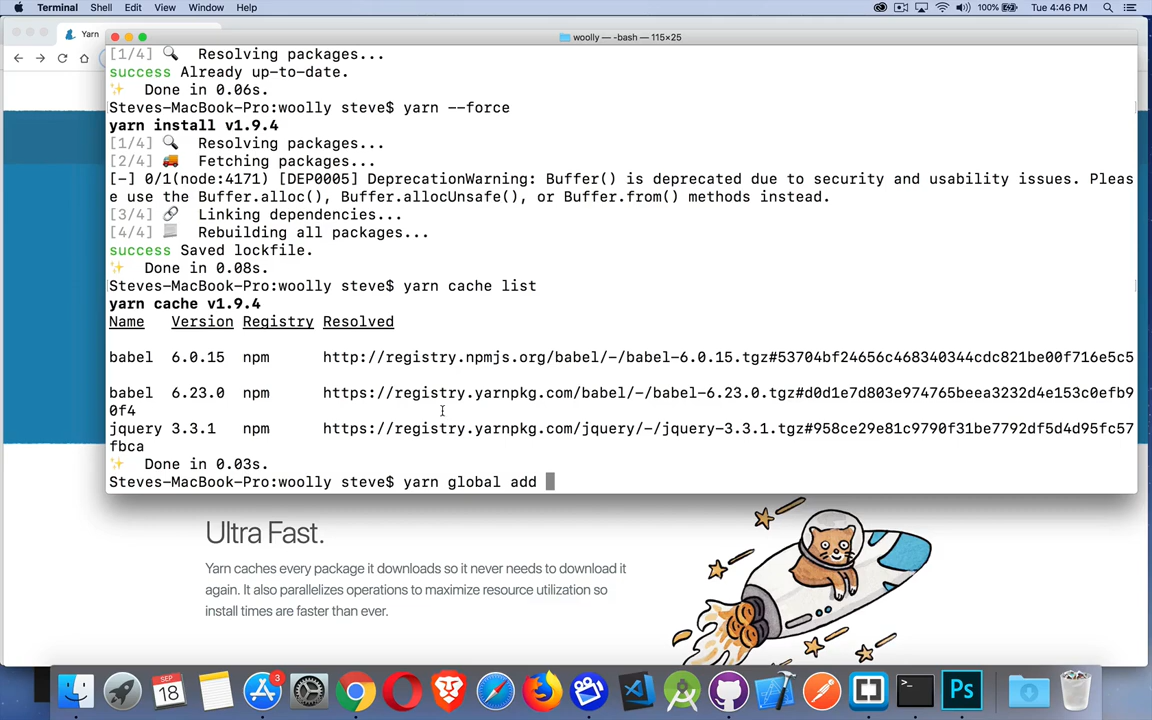 Terminal Shell Edit View Window Help 100% Tue 4:46 PM
Yarn
woolly — -bash — 115×25
[1/4] Resolving packages...
success Already up-to-date.
Done in 0.06s.
Steves-MacBook-Pro:woolly steve$ yarn --force
yarn install v1.9.4
[1/4] Resolving packages...
[2/4] Fetching packages...
[-] 0/1(node:4171) [DEP0005] DeprecationWarning: Buffer() is deprecated due to security and usability issues. Pleas
e use the Buffer.alloc(), Buffer.allocUnsafe(), or Buffer.from() methods instead.
[3/4] Linking dependencies...
[4/4] Rebuilding all packages...
success Saved lockfile.
Done in 0.08s.
Steves-MacBook-Pro:woolly steve$ yarn cache list
yarn cache v1.9.4
Name Version Registry Resolved
babel 6.0.15 npm http://registry.npmjs.org/babel/-/babel-6.0.15.tgz#53704bf24656c468340344cdc821be00f716e5c5
babel 6.23.0 npm https://registry.yarnpkg.com/babel/-/babel-6.23.0.tgz#d0d1e7d803e974765beea3232d4e153c0efb9
0f4
jquery 3.3.1 npm https://registry.yarnpkg.com/jquery/-/jquery-3.3.1.tgz#958ce29e81c9790f31be7792df5d4d95fc57
fbca
Done in 0.03s.
Steves-MacBook-Pro:woolly steve$ yarn global add
Ultra Fast.
Yarn caches every package it downloads so it never needs to download it
again. It also parallelizes operations to maximize resource utilization so
install times are faster than ever.
SEP
18
3
Ps